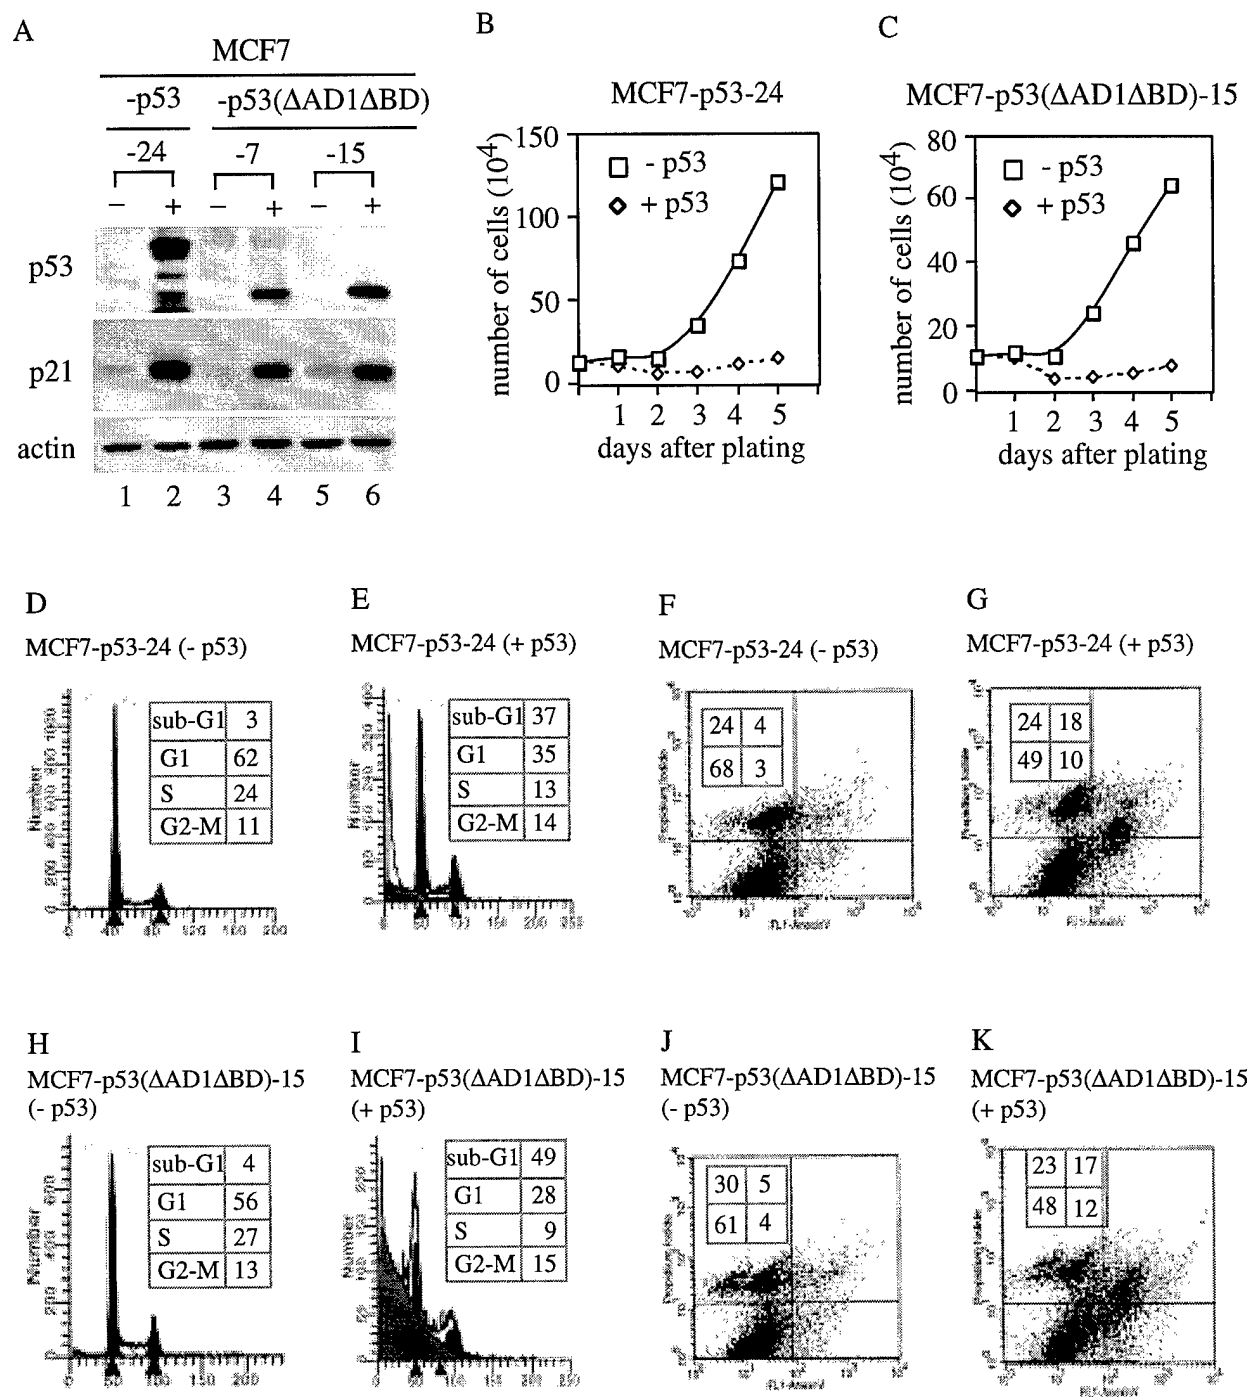 A
MCF7
-p53 -p53(ΔAD1ΔBD)
-24 -7 -15
− + − + − +
p53
p21
actin
1 2 3 4 5 6
B
MCF7-p53-24
number of cells (10⁴)
150
100
50
0
□ - p53
◇ + p53
1 2 3 4 5
days after plating
C
MCF7-p53(ΔAD1ΔBD)-15
number of cells (10⁴)
80
60
40
20
0
□ - p53
◇ + p53
1 2 3 4 5
days after plating
D
MCF7-p53-24 (- p53)
Number
sub-G1 3
G1 62
S 24
G2-M 11
E
MCF7-p53-24 (+ p53)
Number
sub-G1 37
G1 35
S 13
G2-M 14
F
MCF7-p53-24 (- p53)
24 4
68 3
G
MCF7-p53-24 (+ p53)
24 18
49 10
H
MCF7-p53(ΔAD1ΔBD)-15
(- p53)
Number
sub-G1 4
G1 56
S 27
G2-M 13
I
MCF7-p53(ΔAD1ΔBD)-15
(+ p53)
Number
sub-G1 49
G1 28
S 9
G2-M 15
J
MCF7-p53(ΔAD1ΔBD)-15
(- p53)
30 5
61 4
K
MCF7-p53(ΔAD1ΔBD)-15
(+ p53)
23 17
48 12